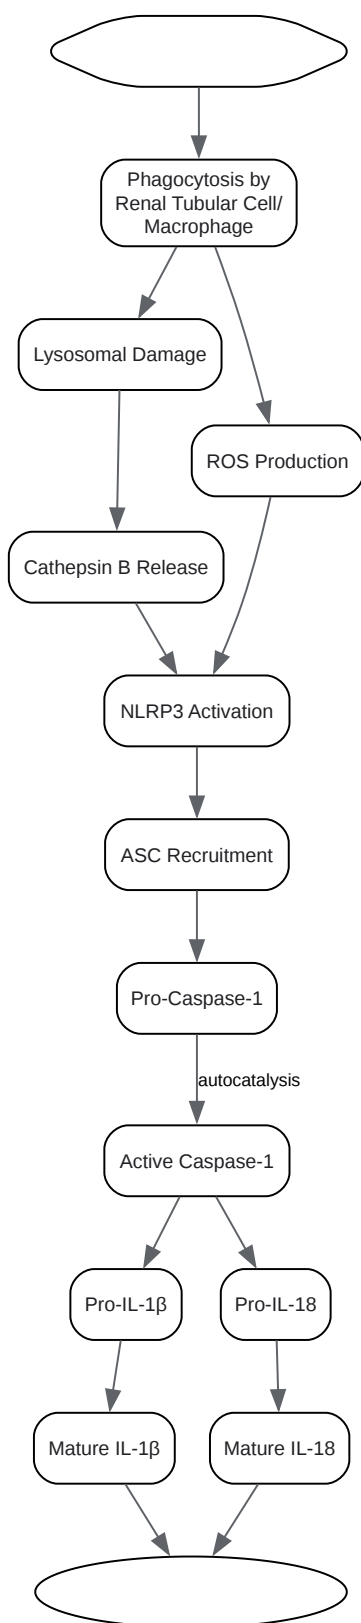 Phagocytosis by
Renal Tubular Cell/
Macrophage
Lysosomal Damage
ROS Production
Cathepsin B Release
NLRP3 Activation
ASC Recruitment
Pro-Caspase-1
autocatalysis
Active Caspase-1
Pro-IL-1β
Pro-IL-18
Mature IL-1β
Mature IL-18